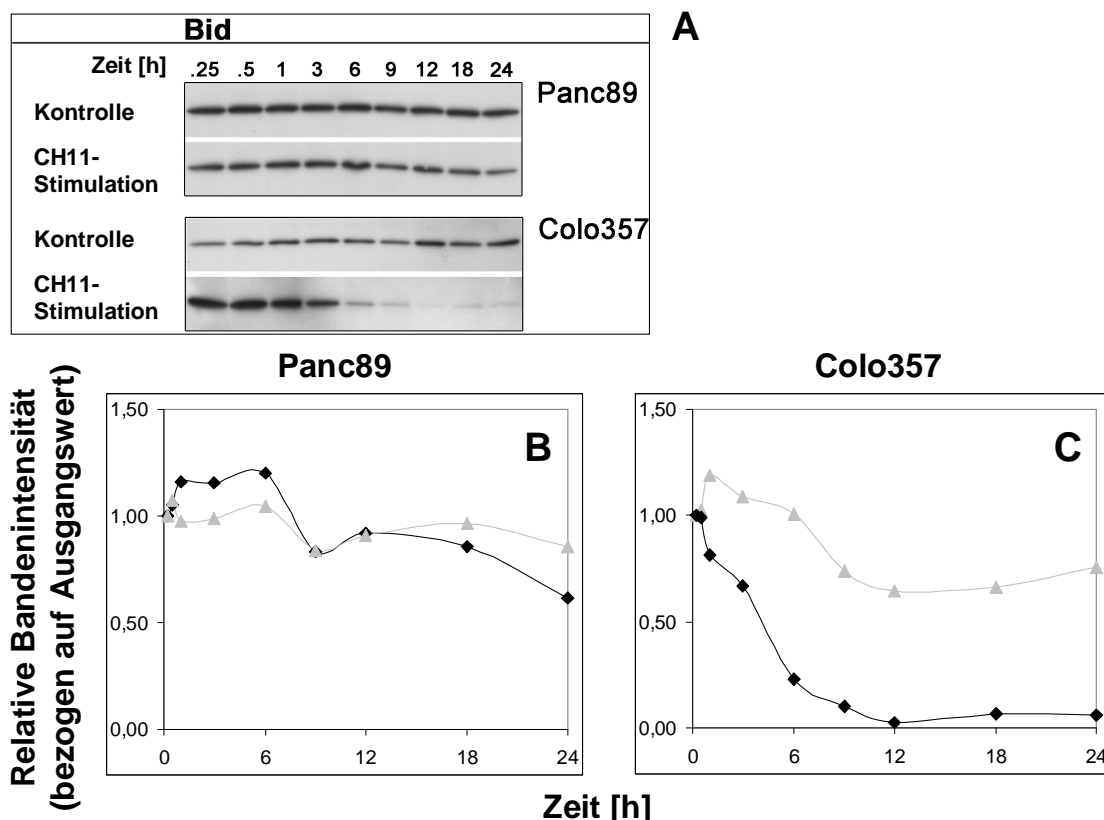 A
Bid
Zeit [h] .25 .5 1 3 6 9 12 18 24
Panc89
Kontrolle
CH11-
Stimulation
Colo357
Kontrolle
CH11-
Stimulation
Relative Bandenintensität
(bezogen auf Ausgangswert)
Panc89
B
1,50
1,00
0,50
0,00
0 6 12 18 24
Colo357
C
1,50
1,00
0,50
0,00
0 6 12 18 24
Zeit [h]